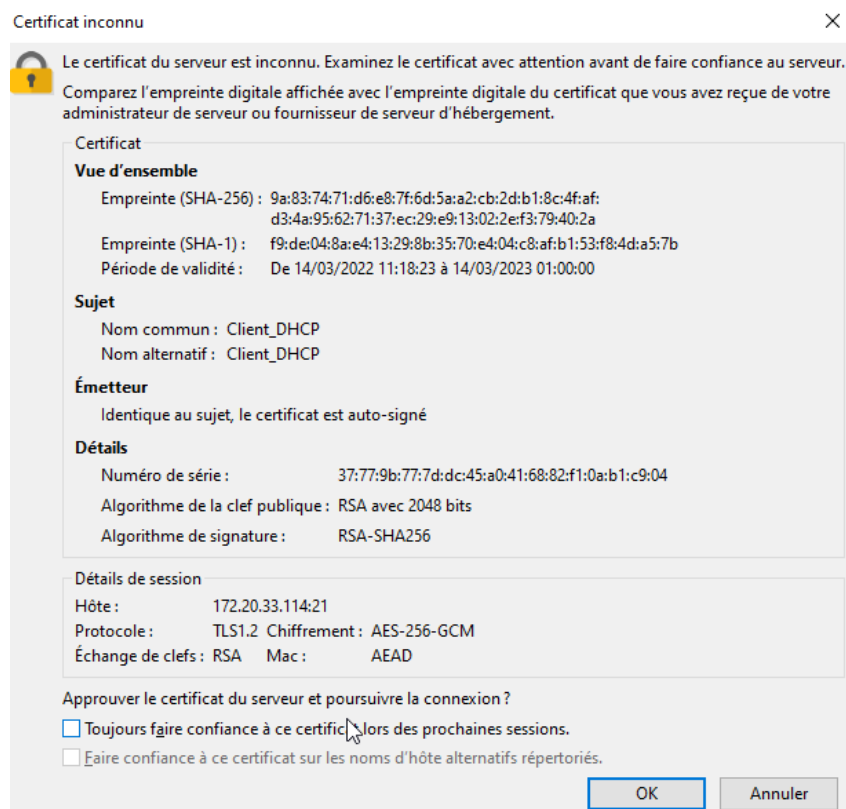 Certificat inconnu
Le certificat du serveur est inconnu. Examinez le certificat avec attention avant de faire confiance au serveur.
Comparez l'empreinte digitale affichée avec l'empreinte digitale du certificat que vous avez reçue de votre
administrateur de serveur ou fournisseur de serveur d'hébergement.
Certificat
Vue d'ensemble
Empreinte (SHA-256) : 9a:83:74:71:d6:e8:7f:6d:5a:a2:cb:2d:b1:8c:4f:af:
d3:4a:95:62:71:37:ec:29:e9:13:02:2e:f3:79:40:2a
Empreinte (SHA-1) : f9:de:04:8a:e4:13:29:8b:35:70:e4:04:c8:af:b1:53:f8:4d:a5:7b
Période de validité : De 14/03/2022 11:18:23 à 14/03/2023 01:00:00
Sujet
Nom commun : Client_DHCP
Nom alternatif : Client_DHCP
Émetteur
Identique au sujet, le certificat est auto-signé
Détails
Numéro de série : 37:77:9b:77:7d:dc:45:a0:41:68:82:f1:0a:b1:c9:04
Algorithme de la clef publique : RSA avec 2048 bits
Algorithme de signature : RSA-SHA256
Détails de session
Hôte : 172.20.33.114:21
Protocole : TLS1.2 Chiffrement : AES-256-GCM
Échange de clefs : RSA Mac : AEAD
Approuver le certificat du serveur et poursuivre la connexion ?
Toujours faire confiance à ce certificat lors des prochaines sessions.
Faire confiance à ce certificat sur les noms d'hôte alternatifs répertoriés.
OK Annuler